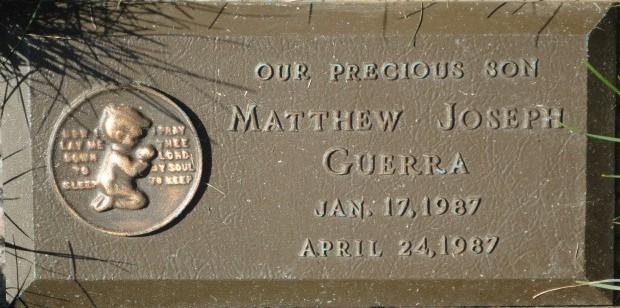 OUR PRECIOUS SON
MATTHEW JOSEPH
GUERRA
JAN. 17, 1987
APRIL 24, 1987
LAY ME
DOWN
TO
SLEEP
I PRAY
THEE
LORD
MY SOUL
TO KEEP